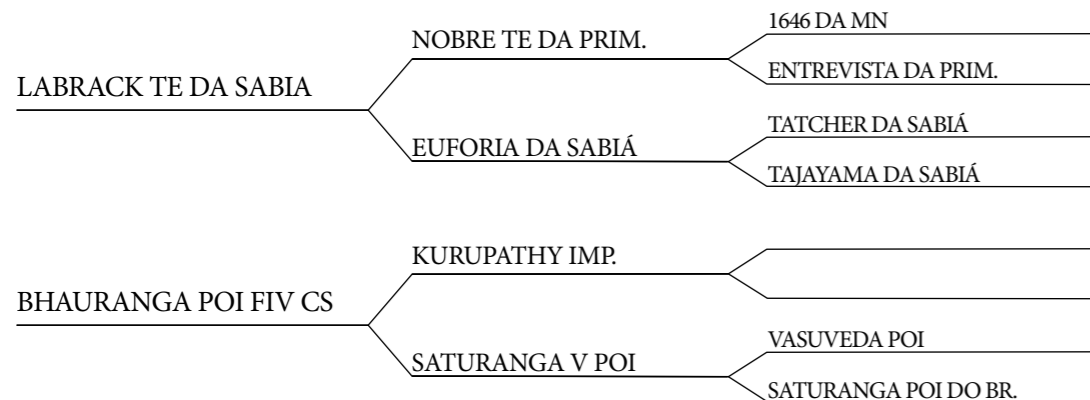 1646 DA MN
NOBRE TE DA PRIM.
ENTREVISTA DA PRIM.
LABRACK TE DA SABIA
TATCHER DA SABIÁ
EUFORIA DA SABIÁ
TAJAYAMA DA SABIÁ
KURUPATHY IMP.
BHAURANGA POI FIV CS
VASUVEDA POI
SATURANGA V POI
SATURANGA POI DO BR.